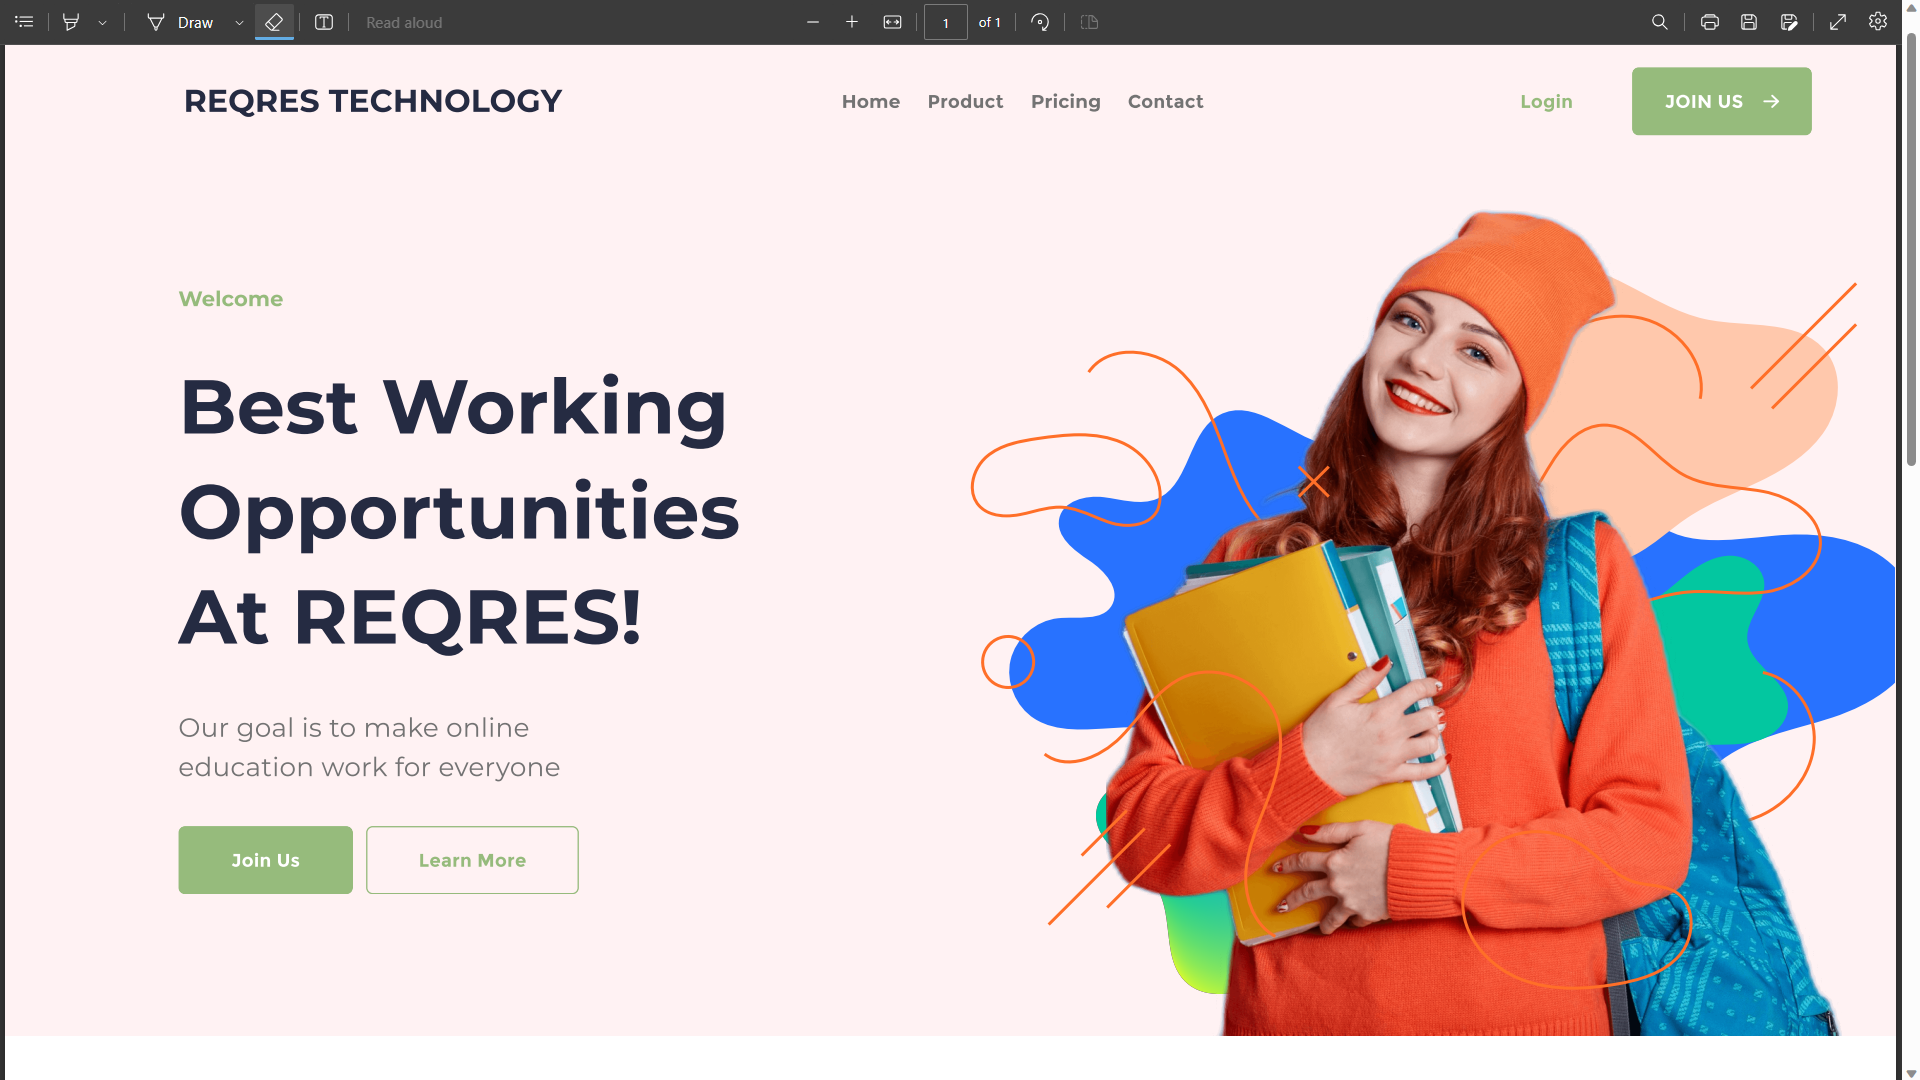 Draw
Read aloud
1
of 1
REQRES TECHNOLOGY
Home
Product
Pricing
Contact
Login
JOIN US
Welcome
Best Working
Opportunities
At REQRES!
Our goal is to make online
education work for everyone
Join Us
Learn More